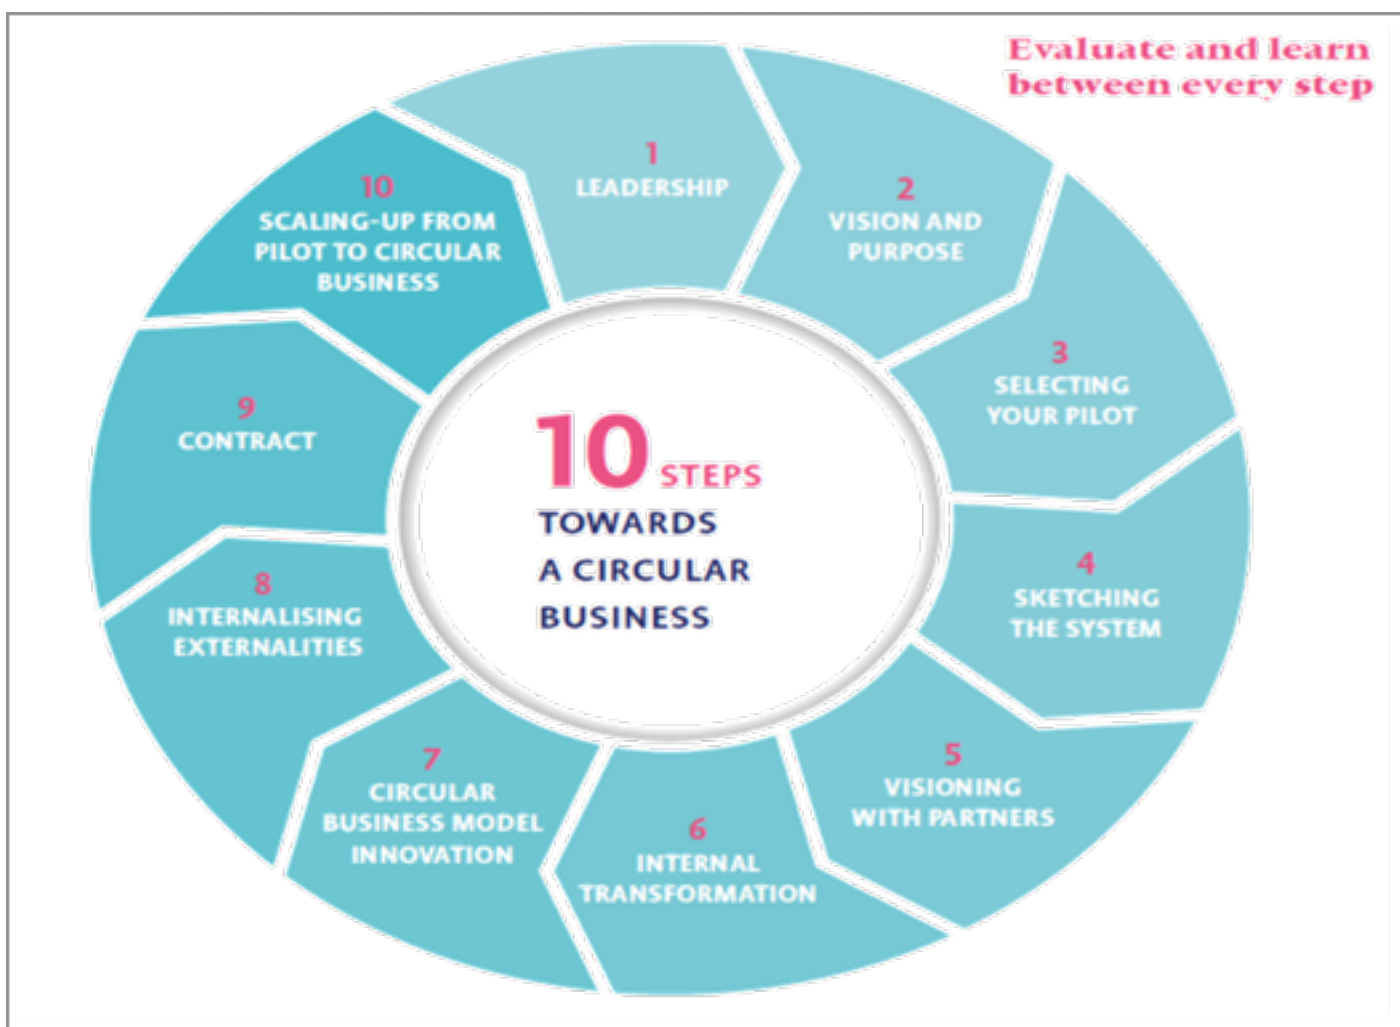 Evaluate and learn
between every step
1
LEADERSHIP
2
VISION AND
PURPOSE
3
SELECTING
YOUR PILOT
4
SKETCHING
THE SYSTEM
5
VISIONING
WITH PARTNERS
6
INTERNAL
TRANSFORMATION
7
CIRCULAR
BUSINESS MODEL
INNOVATION
8
INTERNALISING
EXTERNALITIES
9
CONTRACT
10
SCALING-UP FROM
PILOT TO CIRCULAR
BUSINESS
10 STEPS
TOWARDS
A CIRCULAR
BUSINESS